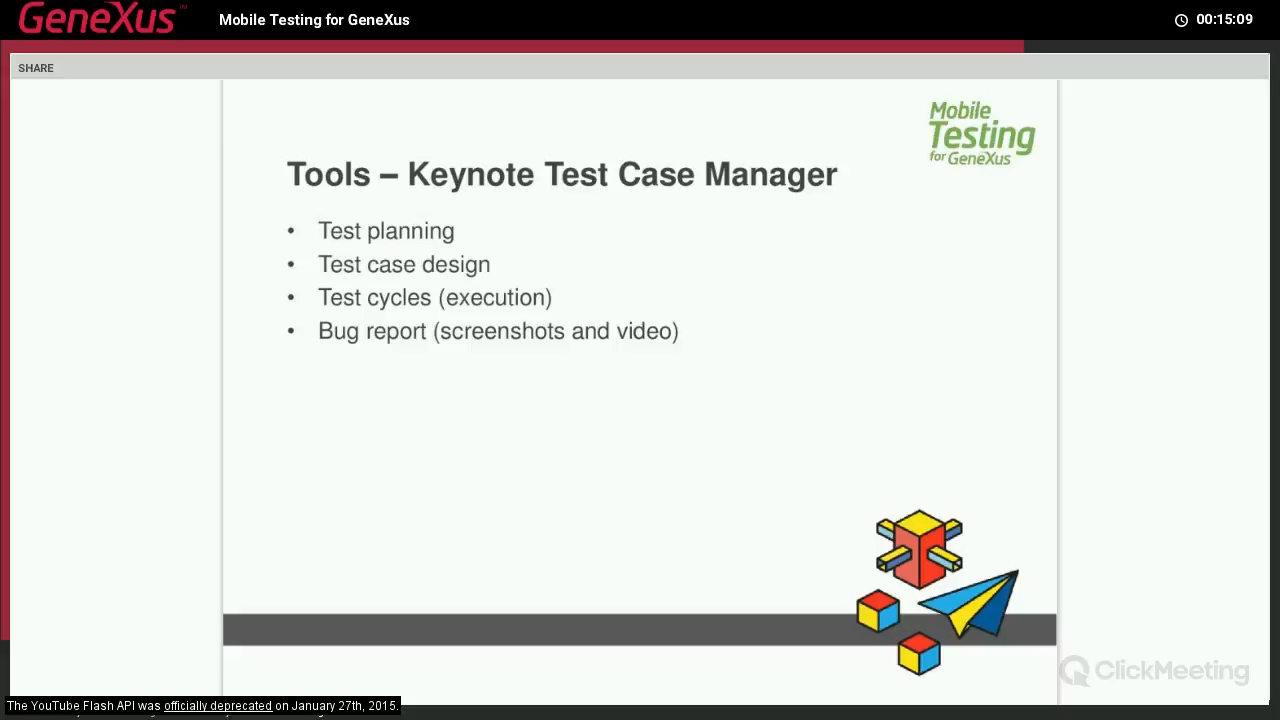 GeneXus™
Mobile Testing for GeneXus
00:15:09
SHARE
Mobile
Testing
for GeneXus
Tools – Keynote Test Case Manager
• Test planning
• Test case design
• Test cycles (execution)
• Bug report (screenshots and video)
ClickMeeting
The YouTube Flash API was officially deprecated on January 27th, 2015.